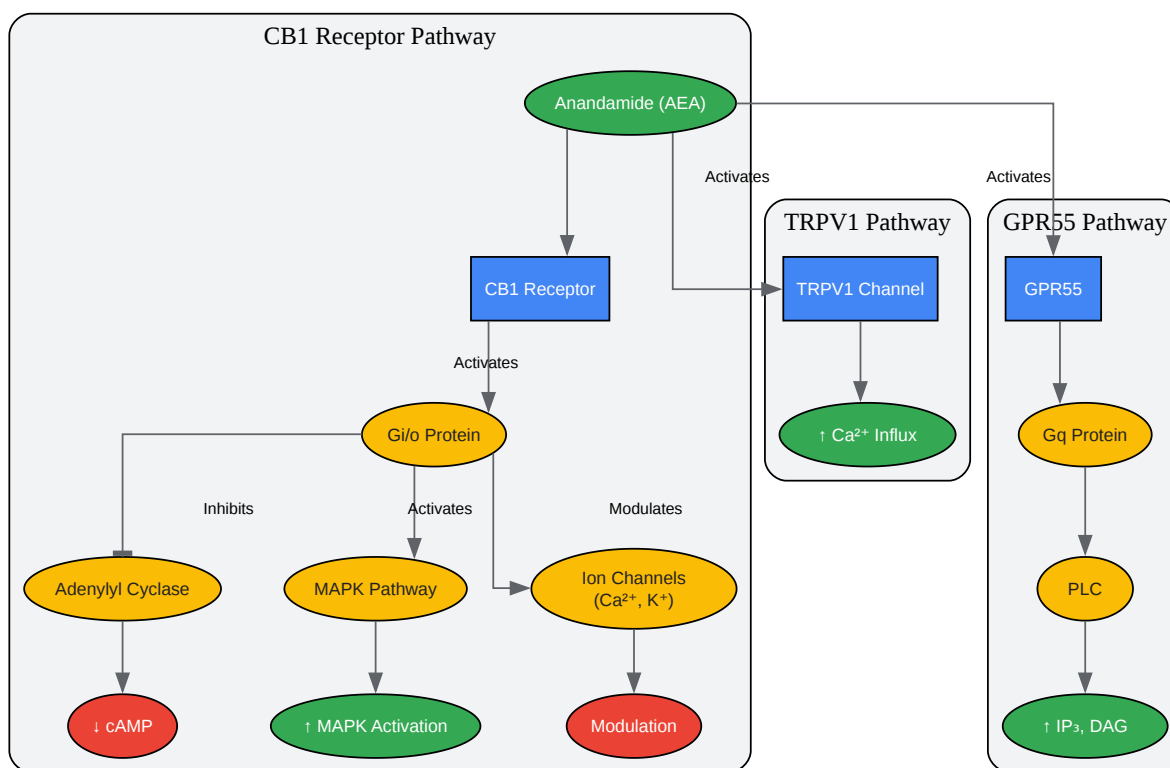 CB1 Receptor Pathway
Anandamide (AEA)
Activates
Activates
TRPV1 Pathway
GPR55 Pathway
CB1 Receptor
TRPV1 Channel
GPR55
Activates
Gi/o Protein
↑ Ca²⁺ Influx
Gq Protein
Inhibits
Activates
Modulates
Adenylyl Cyclase
MAPK Pathway
Ion Channels
(Ca²⁺, K⁺)
PLC
↓ cAMP
↑ MAPK Activation
Modulation
↑ IP₃, DAG